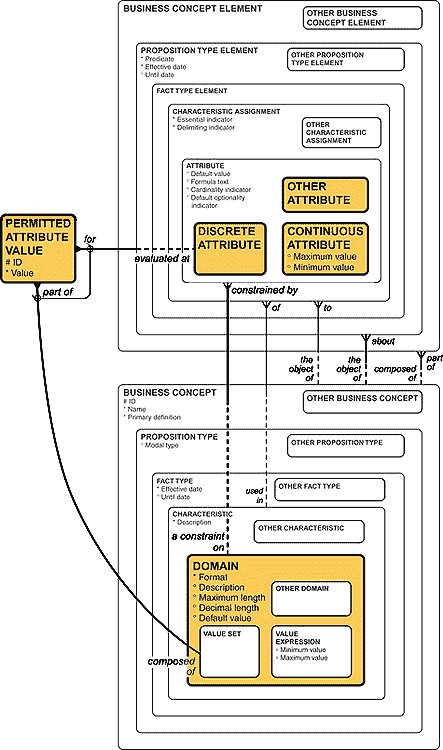 BUSINESS CONCEPT ELEMENT
OTHER BUSINESS
CONCEPT ELEMENT
PROPOSITION TYPE ELEMENT
* Predicate
* Effective date
° Until date
OTHER PROPOSITION
TYPE ELEMENT
FACT TYPE ELEMENT
CHARACTERISTIC ASSIGNMENT
* Essential indicator
* Delimiting indicator
OTHER
CHARACTERISTIC
ASSIGNMENT
ATTRIBUTE
° Default value
° Formula text
° Cardinality indicator
° Default optionality
indicator
OTHER
ATTRIBUTE
PERMITTED
ATTRIBUTE
VALUE
# ID
* Value
for
part of
evaluated at
DISCRETE
ATTRIBUTE
CONTINUOUS
ATTRIBUTE
° Maximum value
° Minimum value
constrained by
of
to
about
the
object
of
the
object
of
composed
of
part
of
BUSINESS CONCEPT
# ID
* Name
* Primary definition
OTHER BUSINESS CONCEPT
PROPOSITION TYPE
° Modal type
OTHER PROPOSITION TYPE
FACT TYPE
* Effective date
° Until date
OTHER FACT TYPE
used
in
CHARACTERISTIC
* Description
OTHER CHARACTERISTIC
a constraint
on
DOMAIN
* Format
° Description
° Maximum length
° Decimal length
° Default value
OTHER DOMAIN
VALUE SET
VALUE
EXPRESSION
° Minimum value
° Maximum value
composed
of